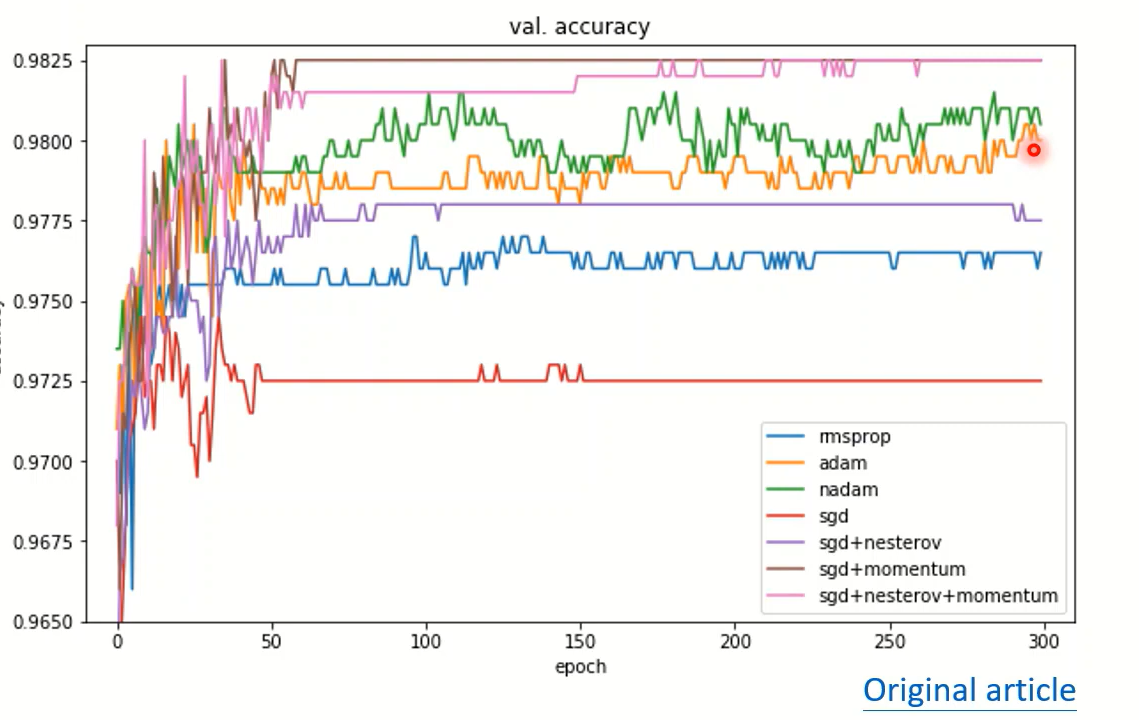 val. accuracy
0.9825
0.9800
0.9775
0.9750
0.9725
0.9700
0.9675
0.9650
0
50
100
150
200
250
300
epoch
rmsprop
adam
nadam
sgd
sgd+nesterov
sgd+momentum
sgd+nesterov+momentum
Original article